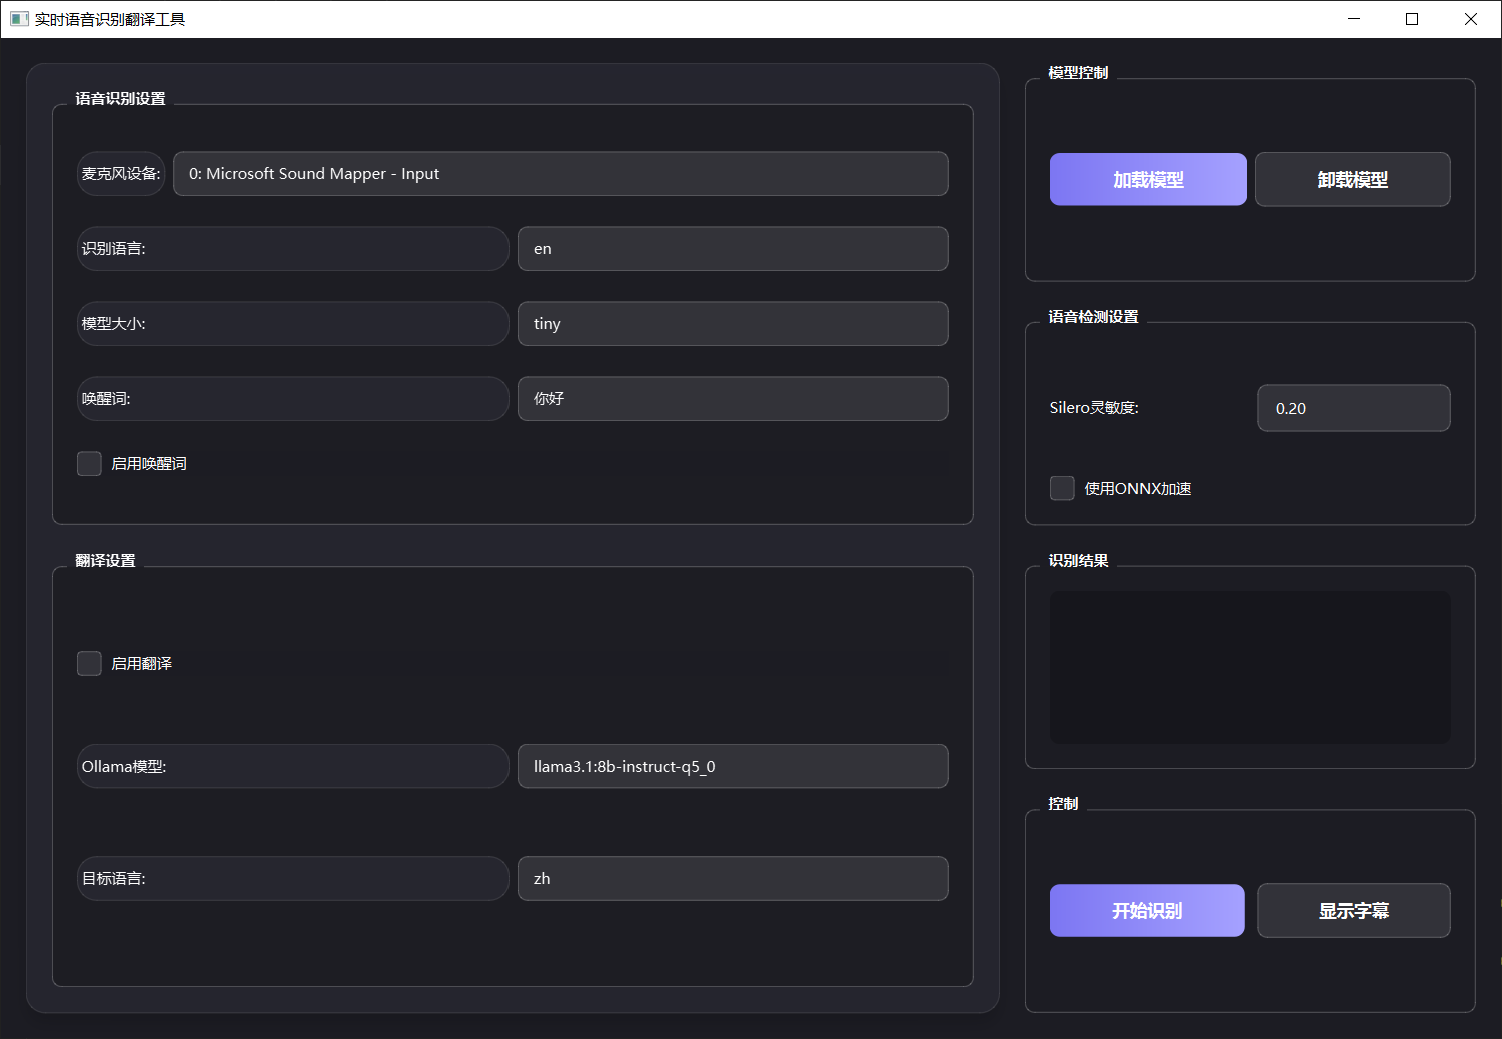 实时语音识别翻译工具
语音识别设置
麦克风设备: 0: Microsoft Sound Mapper - Input
识别语言: en
模型大小: tiny
唤醒词: 你好
启用唤醒词
翻译设置
启用翻译
Ollama模型: llama3.1:8b-instruct-q5_0
目标语言: zh
模型控制
加载模型 卸载模型
语音检测设置
Silero灵敏度: 0.20
使用ONNX加速
识别结果
控制
开始识别 显示字幕